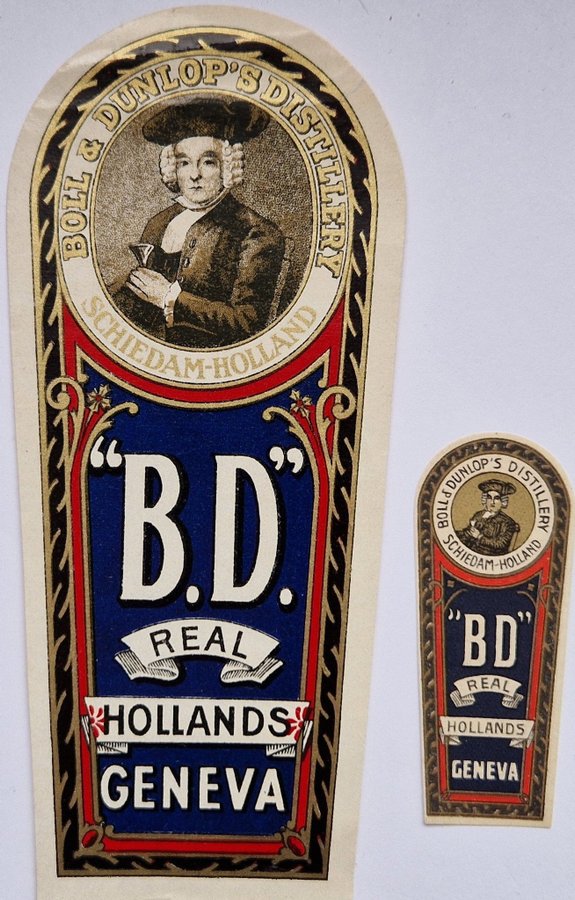 BOLL & DUNLOP'S DISTILLERY
SCHIEDAM-HOLLAND
"B.D."
REAL
HOLLANDS
GENEVA
BOLL & DUNLOP'S DISTILLERY
SCHIEDAM-HOLLAND
"BD"
REAL
HOLLANDS
GENEVA